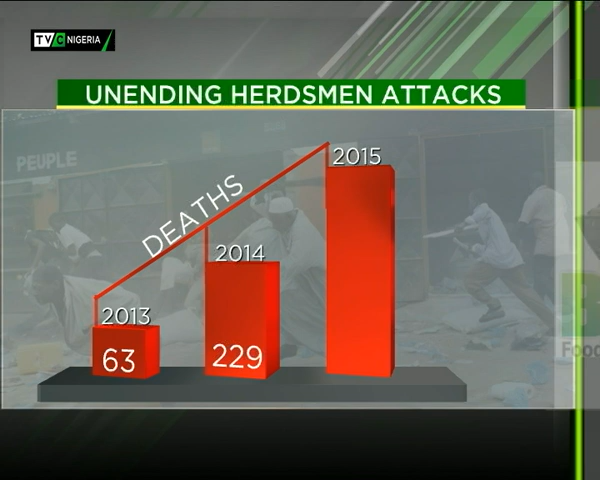 TVC NIGERIA
UNENDING HERDSMEN ATTACKS
PEUPLE
DEATHS
2013
63
2014
229
2015
Food